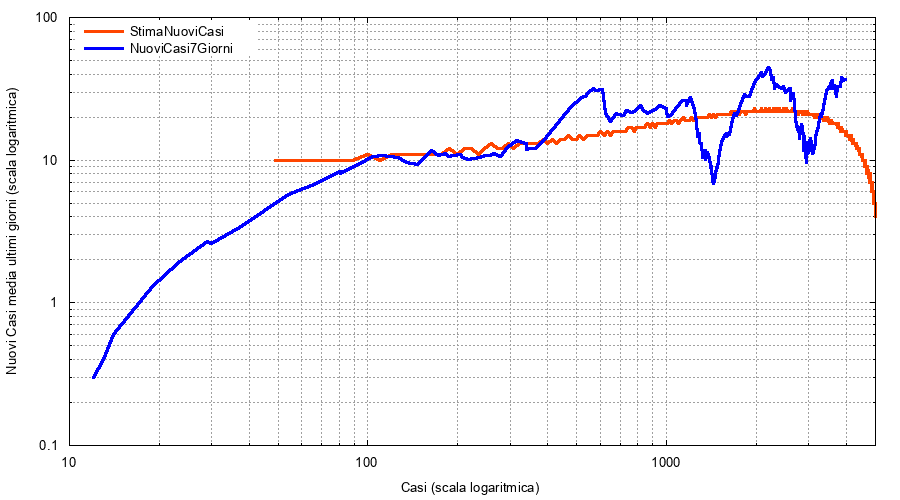 100
StimaNuoviCasi
NuoviCasi7Giorni
10
1
0.1
10
100
1000
Nuovi Casi media ultimi giorni (scala logaritmica)
Casi (scala logaritmica)